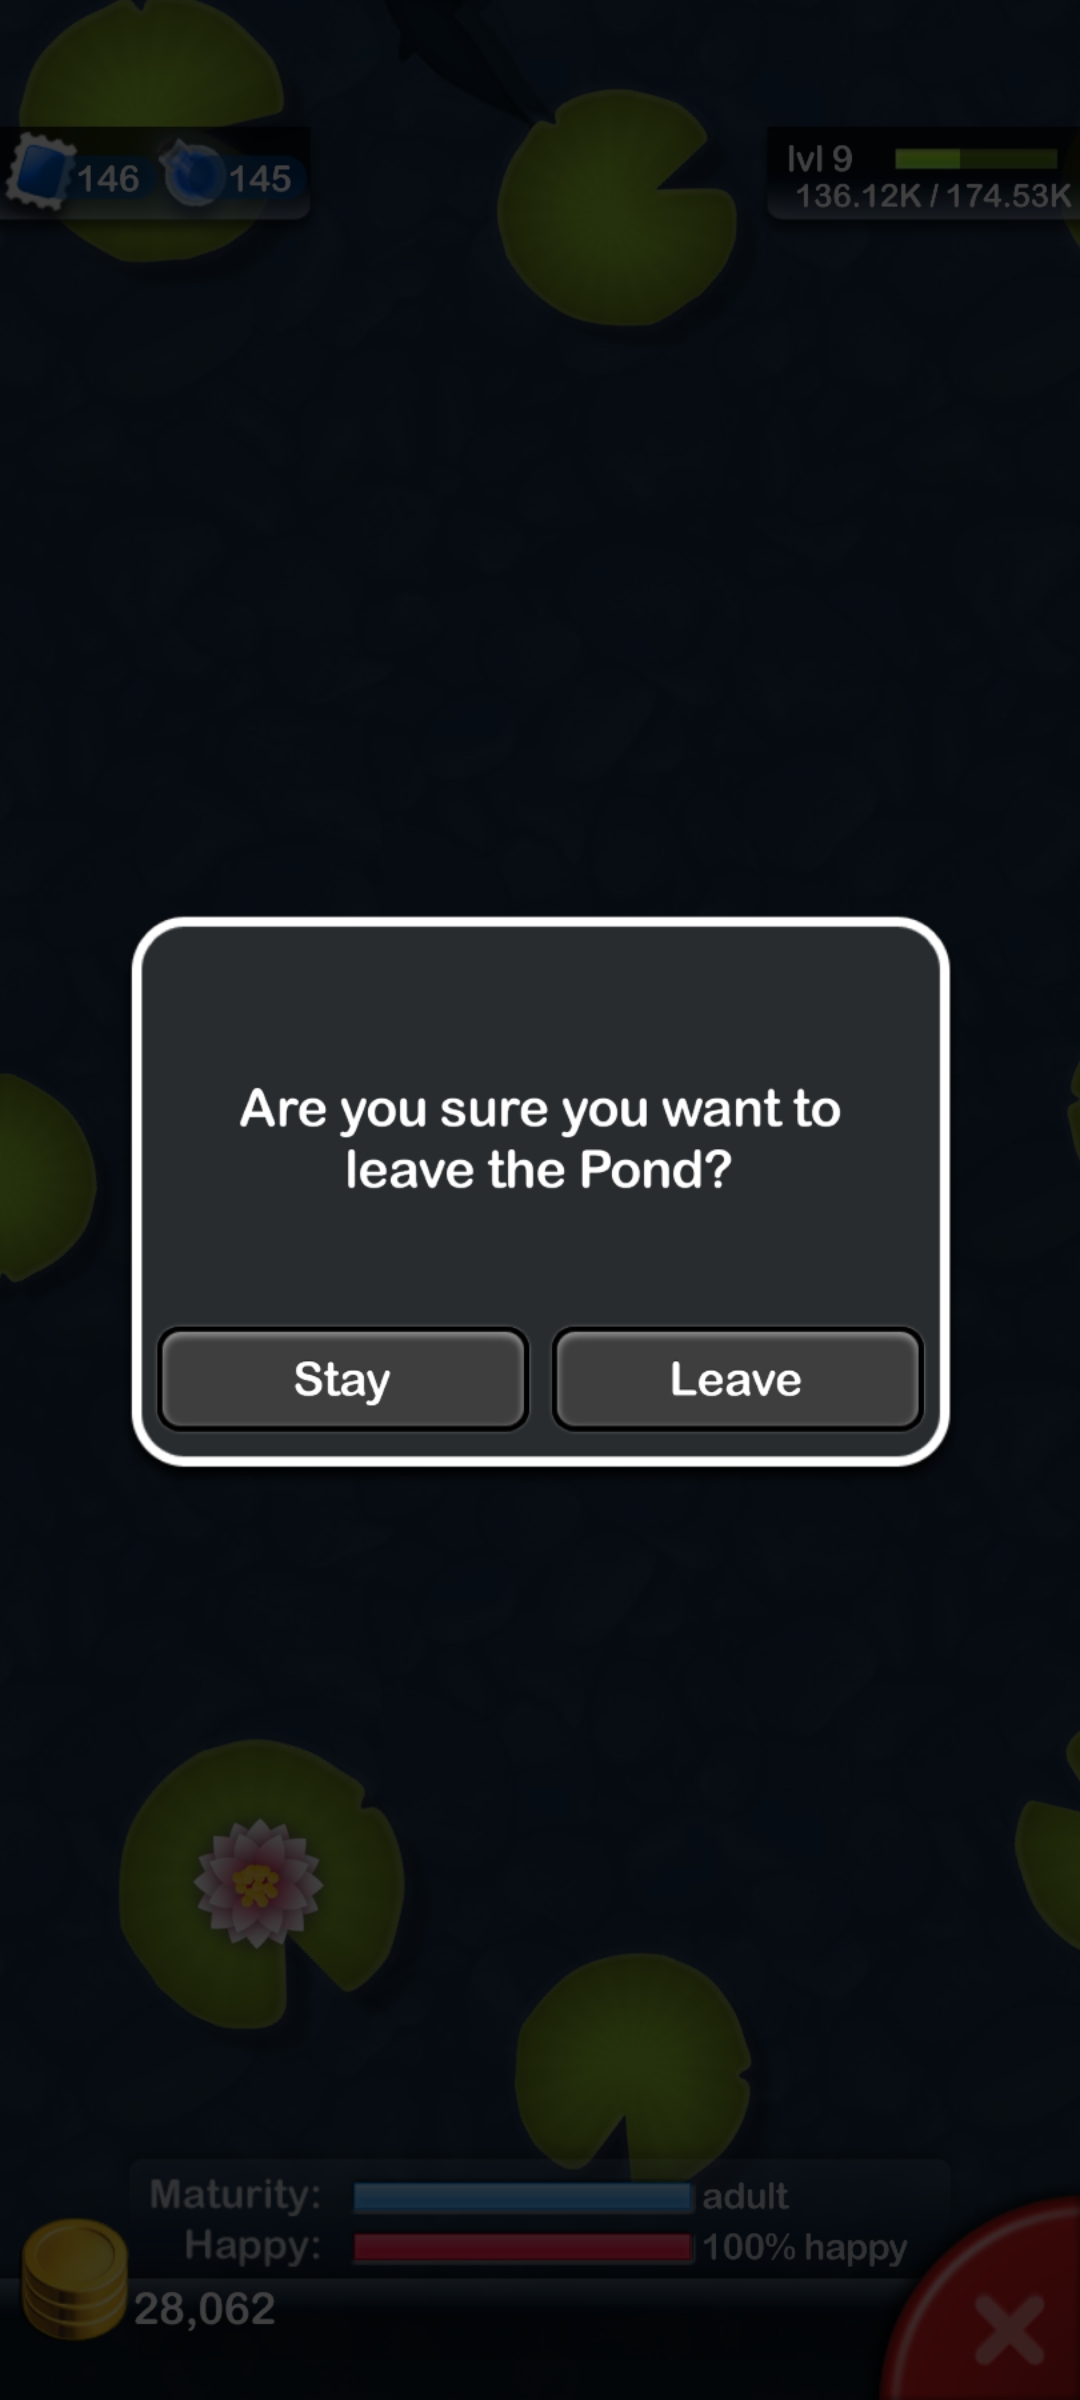 146 145
lvl 9
136.12K / 174.53K
Are you sure you want to
leave the Pond?
Stay Leave
Maturity: adult
Happy: 100% happy
28,062